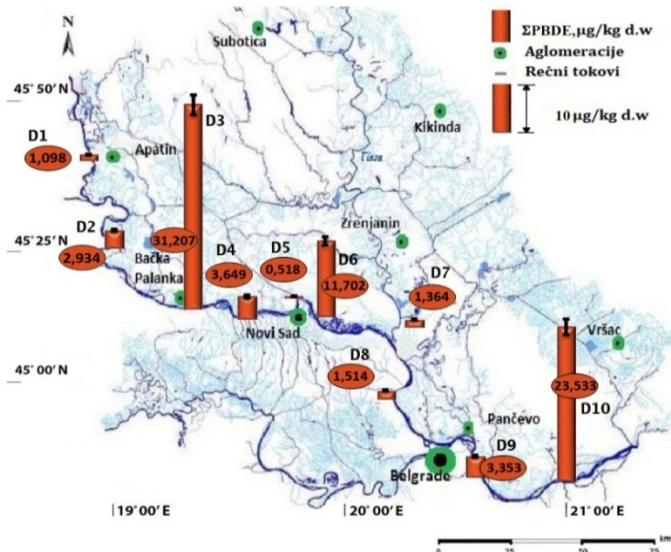 N
Subotica
ΣPBDE,µg/kg d.w
Aglomeracije
Rečni tokovi
10 µg/kg d.w
45°50'N
D1
1,098
Apatin
D3
31,207
Kikinda
Tisa
D2
2,934
45°25'N
Bačka
Palanka
D4
3,649
D5
0,518
D6
11,702
Zrenjanin
D7
1,364
Novi Sad
45°00'N
D8
1,514
Vršac
23,533
D10
Pančevo
D9
3,353
Belgrade
19°00'E
20°00'E
21°00'E
km
0
25
50
75